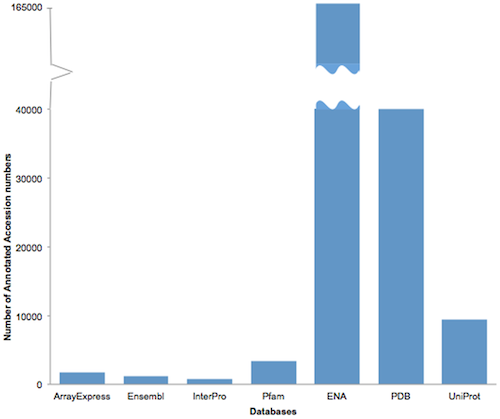 165000
40000
30000
20000
10000
0
Number of Annotated Accession numbers
ArrayExpress Ensembl InterPro Pfam ENA PDB UniProt
Databases